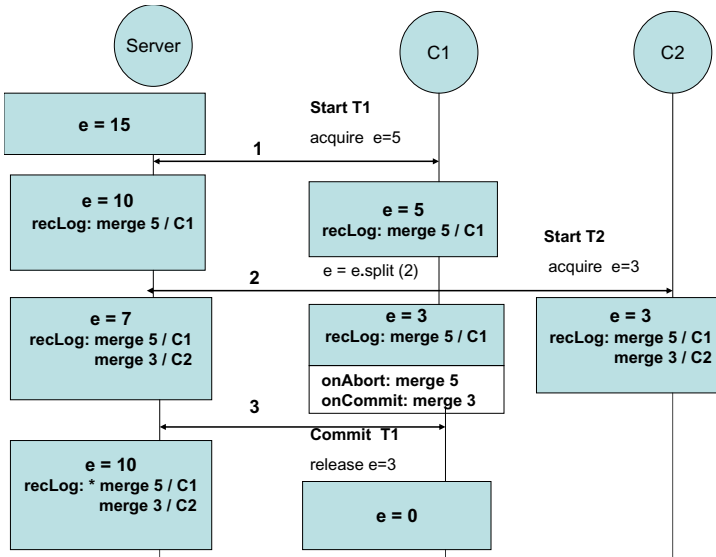 Server
C1
C2
Start T1
e = 15
acquire e=5
1
e = 10
recLog: merge 5 / C1
e = 5
recLog: merge 5 / C1
Start T2
2
e = e.split (2)
acquire e=3
e = 7
recLog: merge 5 / C1
merge 3 / C2
e = 3
recLog: merge 5 / C1
e = 3
recLog: merge 5 / C1
merge 3 / C2
onAbort: merge 5
onCommit: merge 3
3
Commit T1
release e=3
e = 10
recLog: * merge 5 / C1
merge 3 / C2
e = 0